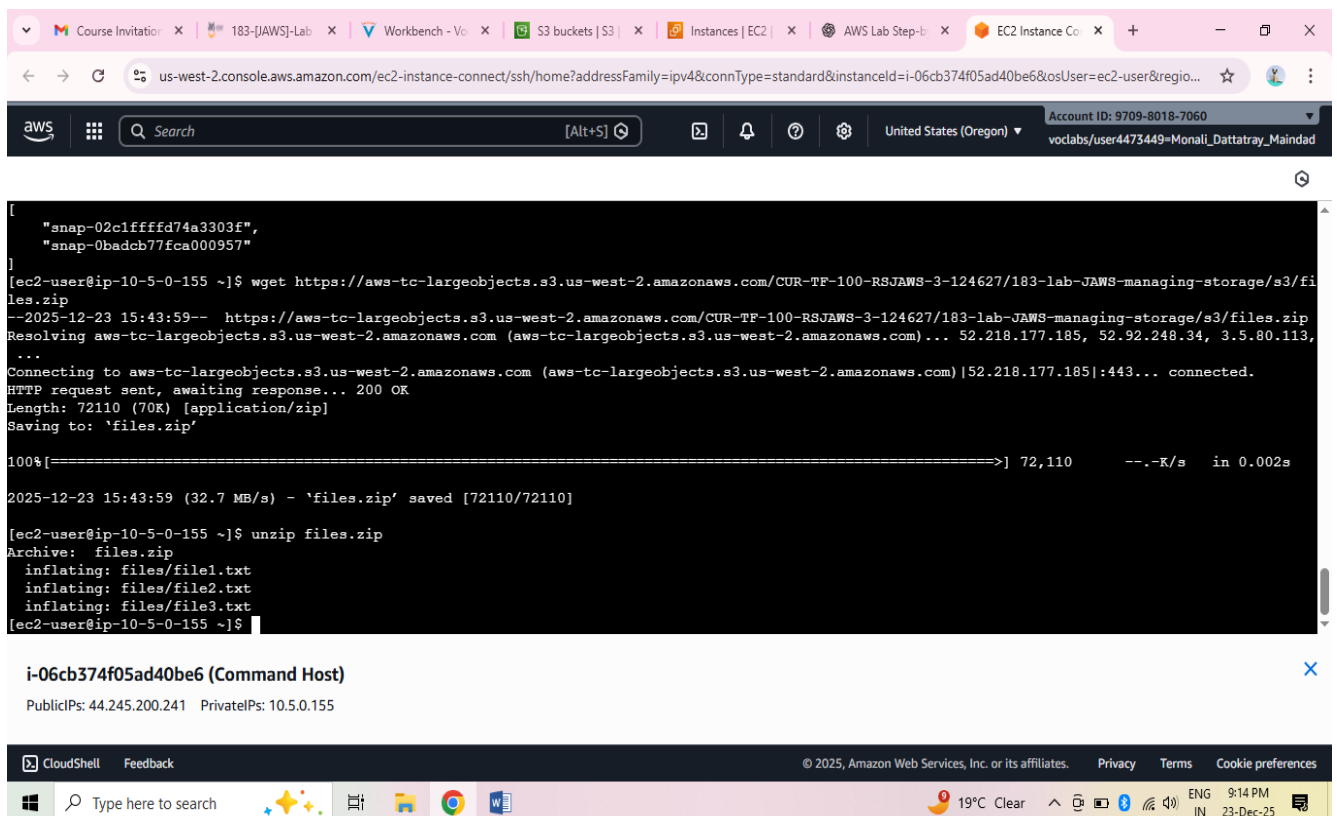 Course Invitation
183-[JAWS]-Lab
Workbench - Vo
S3 buckets | S3 |
Instances | EC2 |
AWS Lab Step-b
EC2 Instance Co
us-west-2.console.aws.amazon.com/ec2-instance-connect/ssh/home?addressFamily=ipv4&connType=standard&instanceId=i-06cb374f05ad40be6&osUser=ec2-user&regio...
aws
Search
[Alt+S]
United States (Oregon)
Account ID: 9709-8018-7060
voclabs/user4473449=Monali_Dattatray_Maindad
[
    "snap-02c1ffffd74a3303f",
    "snap-0badcb77fca000957"
]
[ec2-user@ip-10-5-0-155 ~]$ wget https://aws-tc-largeobjects.s3.us-west-2.amazonaws.com/CUR-TF-100-RSJAWS-3-124627/183-lab-JAWS-managing-storage/s3/fi
les.zip
--2025-12-23 15:43:59--  https://aws-tc-largeobjects.s3.us-west-2.amazonaws.com/CUR-TF-100-RSJAWS-3-124627/183-lab-JAWS-managing-storage/s3/files.zip
Resolving aws-tc-largeobjects.s3.us-west-2.amazonaws.com (aws-tc-largeobjects.s3.us-west-2.amazonaws.com)... 52.218.177.185, 52.92.248.34, 3.5.80.113,
 ...
Connecting to aws-tc-largeobjects.s3.us-west-2.amazonaws.com (aws-tc-largeobjects.s3.us-west-2.amazonaws.com)|52.218.177.185|:443... connected.
HTTP request sent, awaiting response... 200 OK
Length: 72110 (70K) [application/zip]
Saving to: ‘files.zip’
100%[=============================================================================================================>] 72,110      --.-K/s   in 0.002s
2025-12-23 15:43:59 (32.7 MB/s) - ‘files.zip’ saved [72110/72110]
[ec2-user@ip-10-5-0-155 ~]$ unzip files.zip
Archive:  files.zip
  inflating: files/file1.txt
  inflating: files/file2.txt
  inflating: files/file3.txt
[ec2-user@ip-10-5-0-155 ~]$
i-06cb374f05ad40be6 (Command Host)
PublicIPs: 44.245.200.241    PrivateIPs: 10.5.0.155
CloudShell    Feedback    © 2025, Amazon Web Services, Inc. or its affiliates.    Privacy    Terms    Cookie preferences
Type here to search
9
19°C Clear
ENG
IN
9:14 PM
23-Dec-25